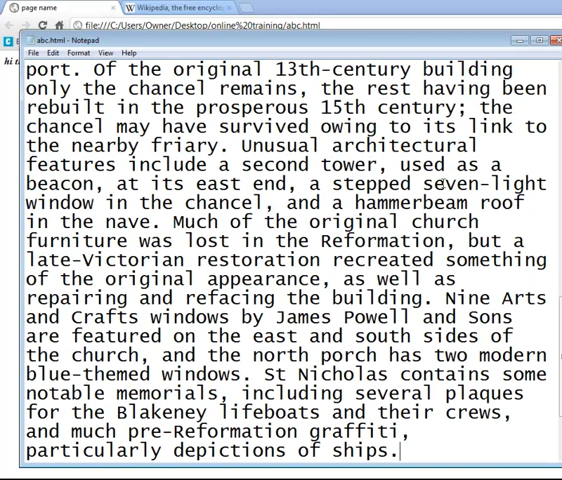 page name
Wikipedia, the free encyclop
file:///C:/Users/Owner/Desktop/online%20training/abc.html
abc.html - Notepad
File Edit Format View Help
port. Of the original 13th-century building
only the chancel remains, the rest having been
rebuilt in the prosperous 15th century; the
chancel may have survived owing to its link to
the nearby friary. Unusual architectural
features include a second tower, used as a
beacon, at its east end, a stepped seven-light
window in the chancel, and a hammerbeam roof
in the nave. Much of the original church
furniture was lost in the Reformation, but a
late-Victorian restoration recreated something
of the original appearance, as well as
repairing and refacing the building. Nine Arts
and Crafts windows by James Powell and Sons
are featured on the east and south sides of
the church, and the north porch has two modern
blue-themed windows. St Nicholas contains some
notable memorials, including several plaques
for the Blakeney lifeboats and their crews,
and much pre-Reformation graffiti,
particularly depictions of ships.